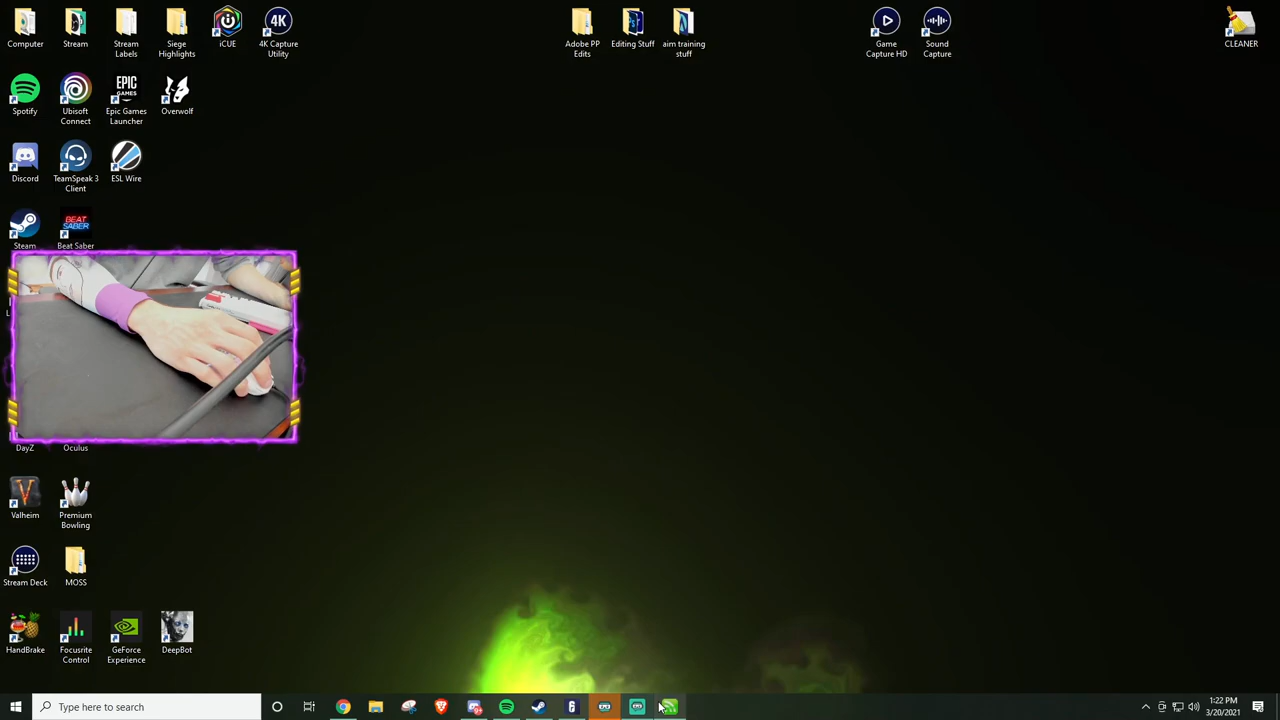 Computer
Stream
Stream
Labels
Siege
Highlights
iCUE
4K
4K Capture
Utility
Adobe PP
Edits
Editing Stuff
aim training
stuff
Game
Capture HD
Sound
Capture
CLEANER
Spotify
Ubisoft
Connect
EPIC
GAMES
Epic Games
Launcher
Overwolf
Discord
TeamSpeak 3
Client
ESL Wire
Steam
BEAT
SABER
Beat Saber
DayZ
Oculus
Valheim
Premium
Bowling
Stream Deck
MOSS
HandBrake
Focusrite
Control
GeForce
Experience
DeepBot
Type here to search
6
1:22 PM
3/20/2021